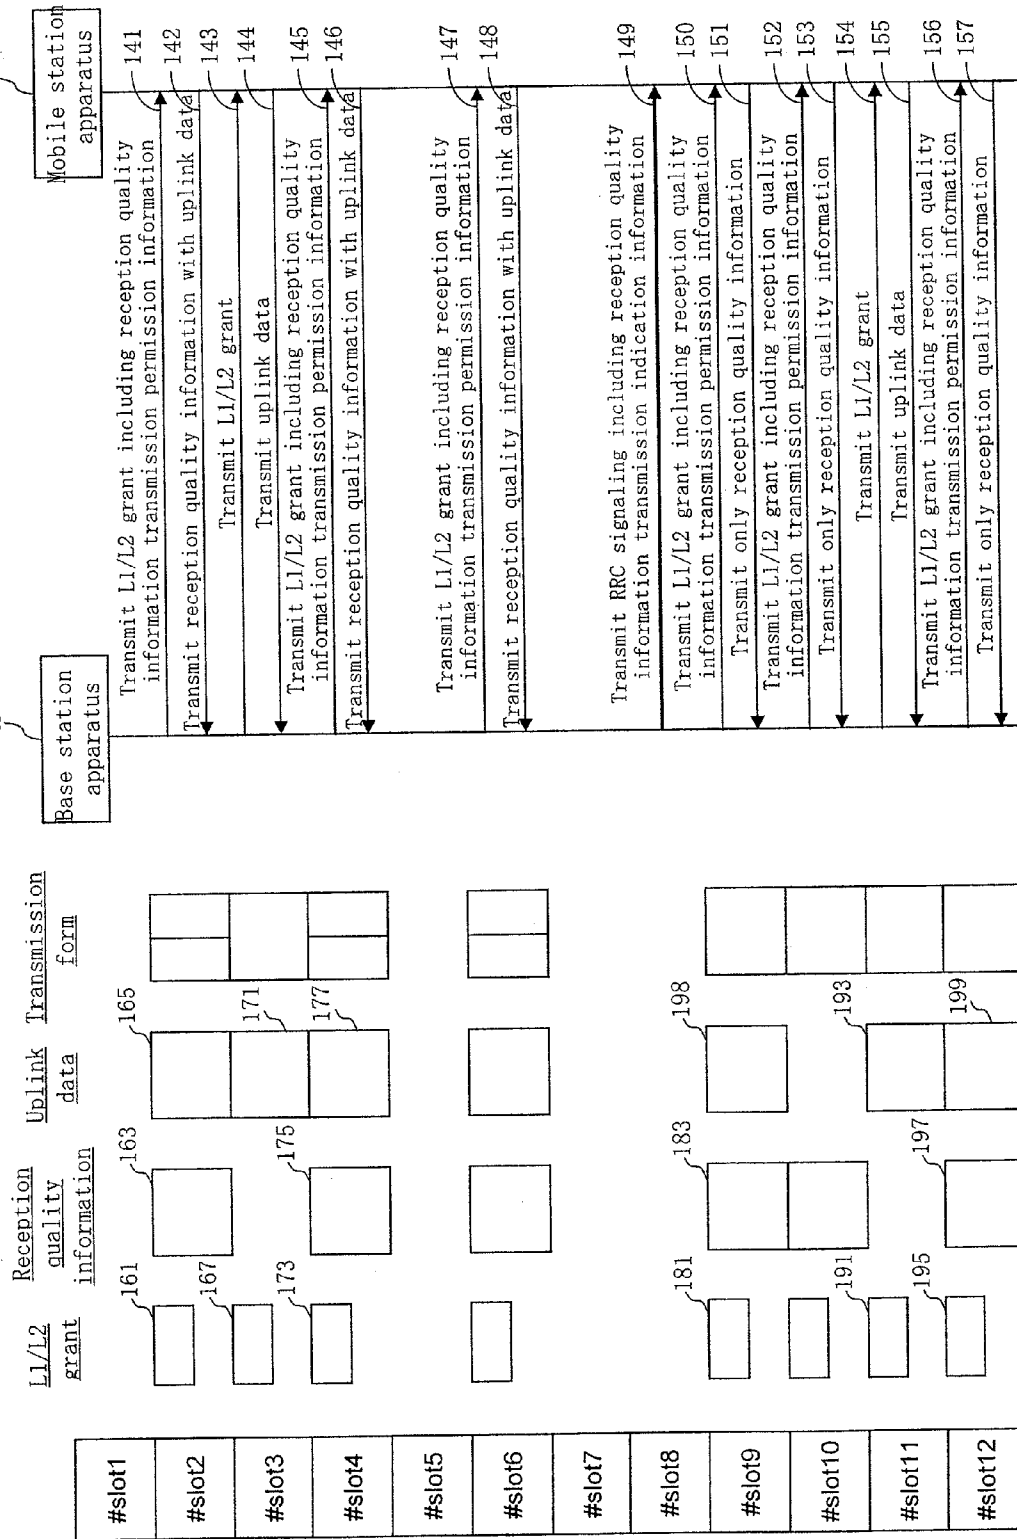 Mobile station
apparatus
Base station
apparatus
141
Transmit L1/L2 grant including reception quality
information transmission permission information
142
Transmit reception quality information with uplink data
143
Transmit L1/L2 grant
144
Transmit uplink data
145
Transmit L1/L2 grant including reception quality
information transmission permission information
146
Transmit reception quality information with uplink data
147
Transmit L1/L2 grant including reception quality
information transmission permission information
148
Transmit reception quality information with uplink data
149
Transmit RRC signaling including reception quality
information transmission indication information
150
Transmit L1/L2 grant including reception quality
information transmission permission information
151
Transmit only reception quality information
152
Transmit L1/L2 grant including reception quality
information transmission permission information
153
Transmit only reception quality information
154
Transmit L1/L2 grant
155
Transmit uplink data
156
Transmit L1/L2 grant including reception quality
information transmission permission information
157
Transmit only reception quality information
Transmission
form
Uplink
data
165
171
177
198
193
199
Reception
quality
information
163
175
183
197
L1/L2
grant
161
167
173
181
191
195
#slot1
#slot2
#slot3
#slot4
#slot5
#slot6
#slot7
#slot8
#slot9
#slot10
#slot11
#slot12